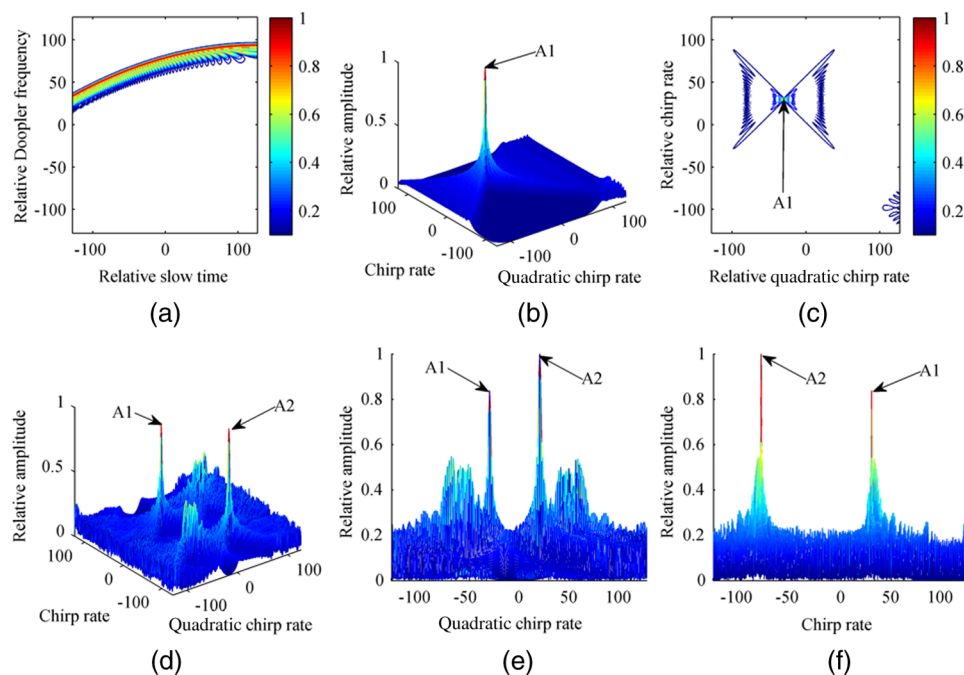 Relative Doopler frequency
100
50
0
-50
-100
-100
0
100
Relative slow time
1
0.8
0.6
0.4
0.2
(a)
Relative amplitude
1
0.5
0
A1
100
0
-100
Chirp rate
-100
0
100
Quadratic chirp rate
(b)
Relative chirp rate
100
50
0
-50
-100
A1
-100
0
100
Relative quadratic chirp rate
1
0.8
0.6
0.4
0.2
(c)
Relative amplitude
1
0.5
0
A1
A2
100
0
-100
Chirp rate
-100
0
100
Quadratic chirp rate
(d)
Relative amplitude
1
0.8
0.6
0.4
0.2
0
A1
A2
-100
-50
0
50
100
Quadratic chirp rate
(e)
Relative amplitude
1
0.8
0.6
0.4
0.2
0
A2
A1
-100
-50
0
50
100
Chirp rate
(f)